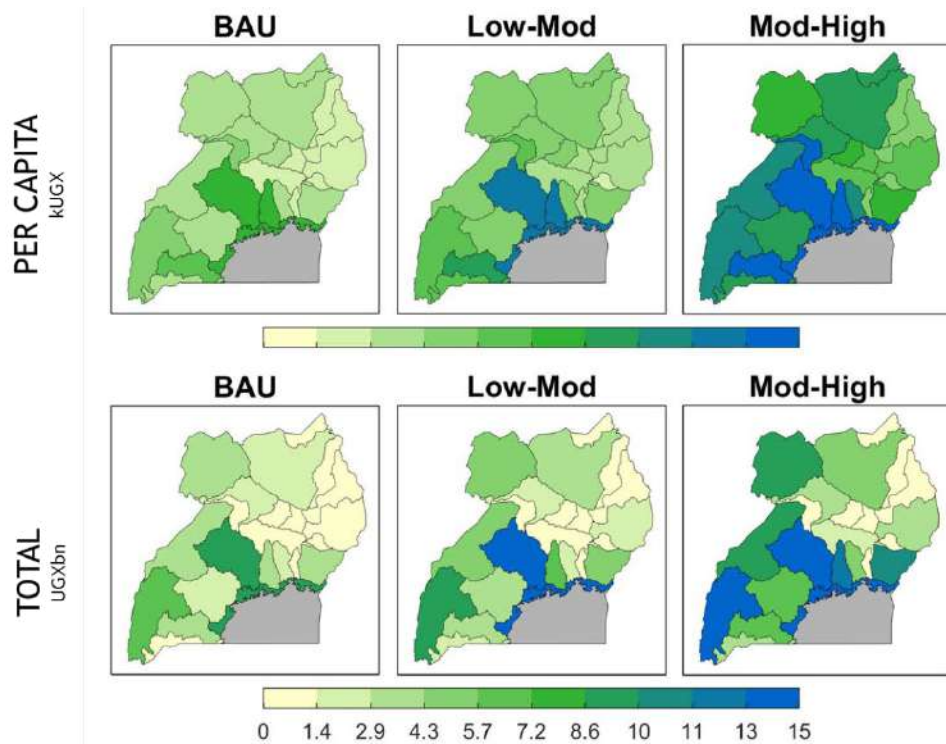 BAU Low-Mod Mod-High
PER CAPITA
kUGX
BAU Low-Mod Mod-High
TOTAL
UGXbn
0 1.4 2.9 4.3 5.7 7.2 8.6 10 11 13 15